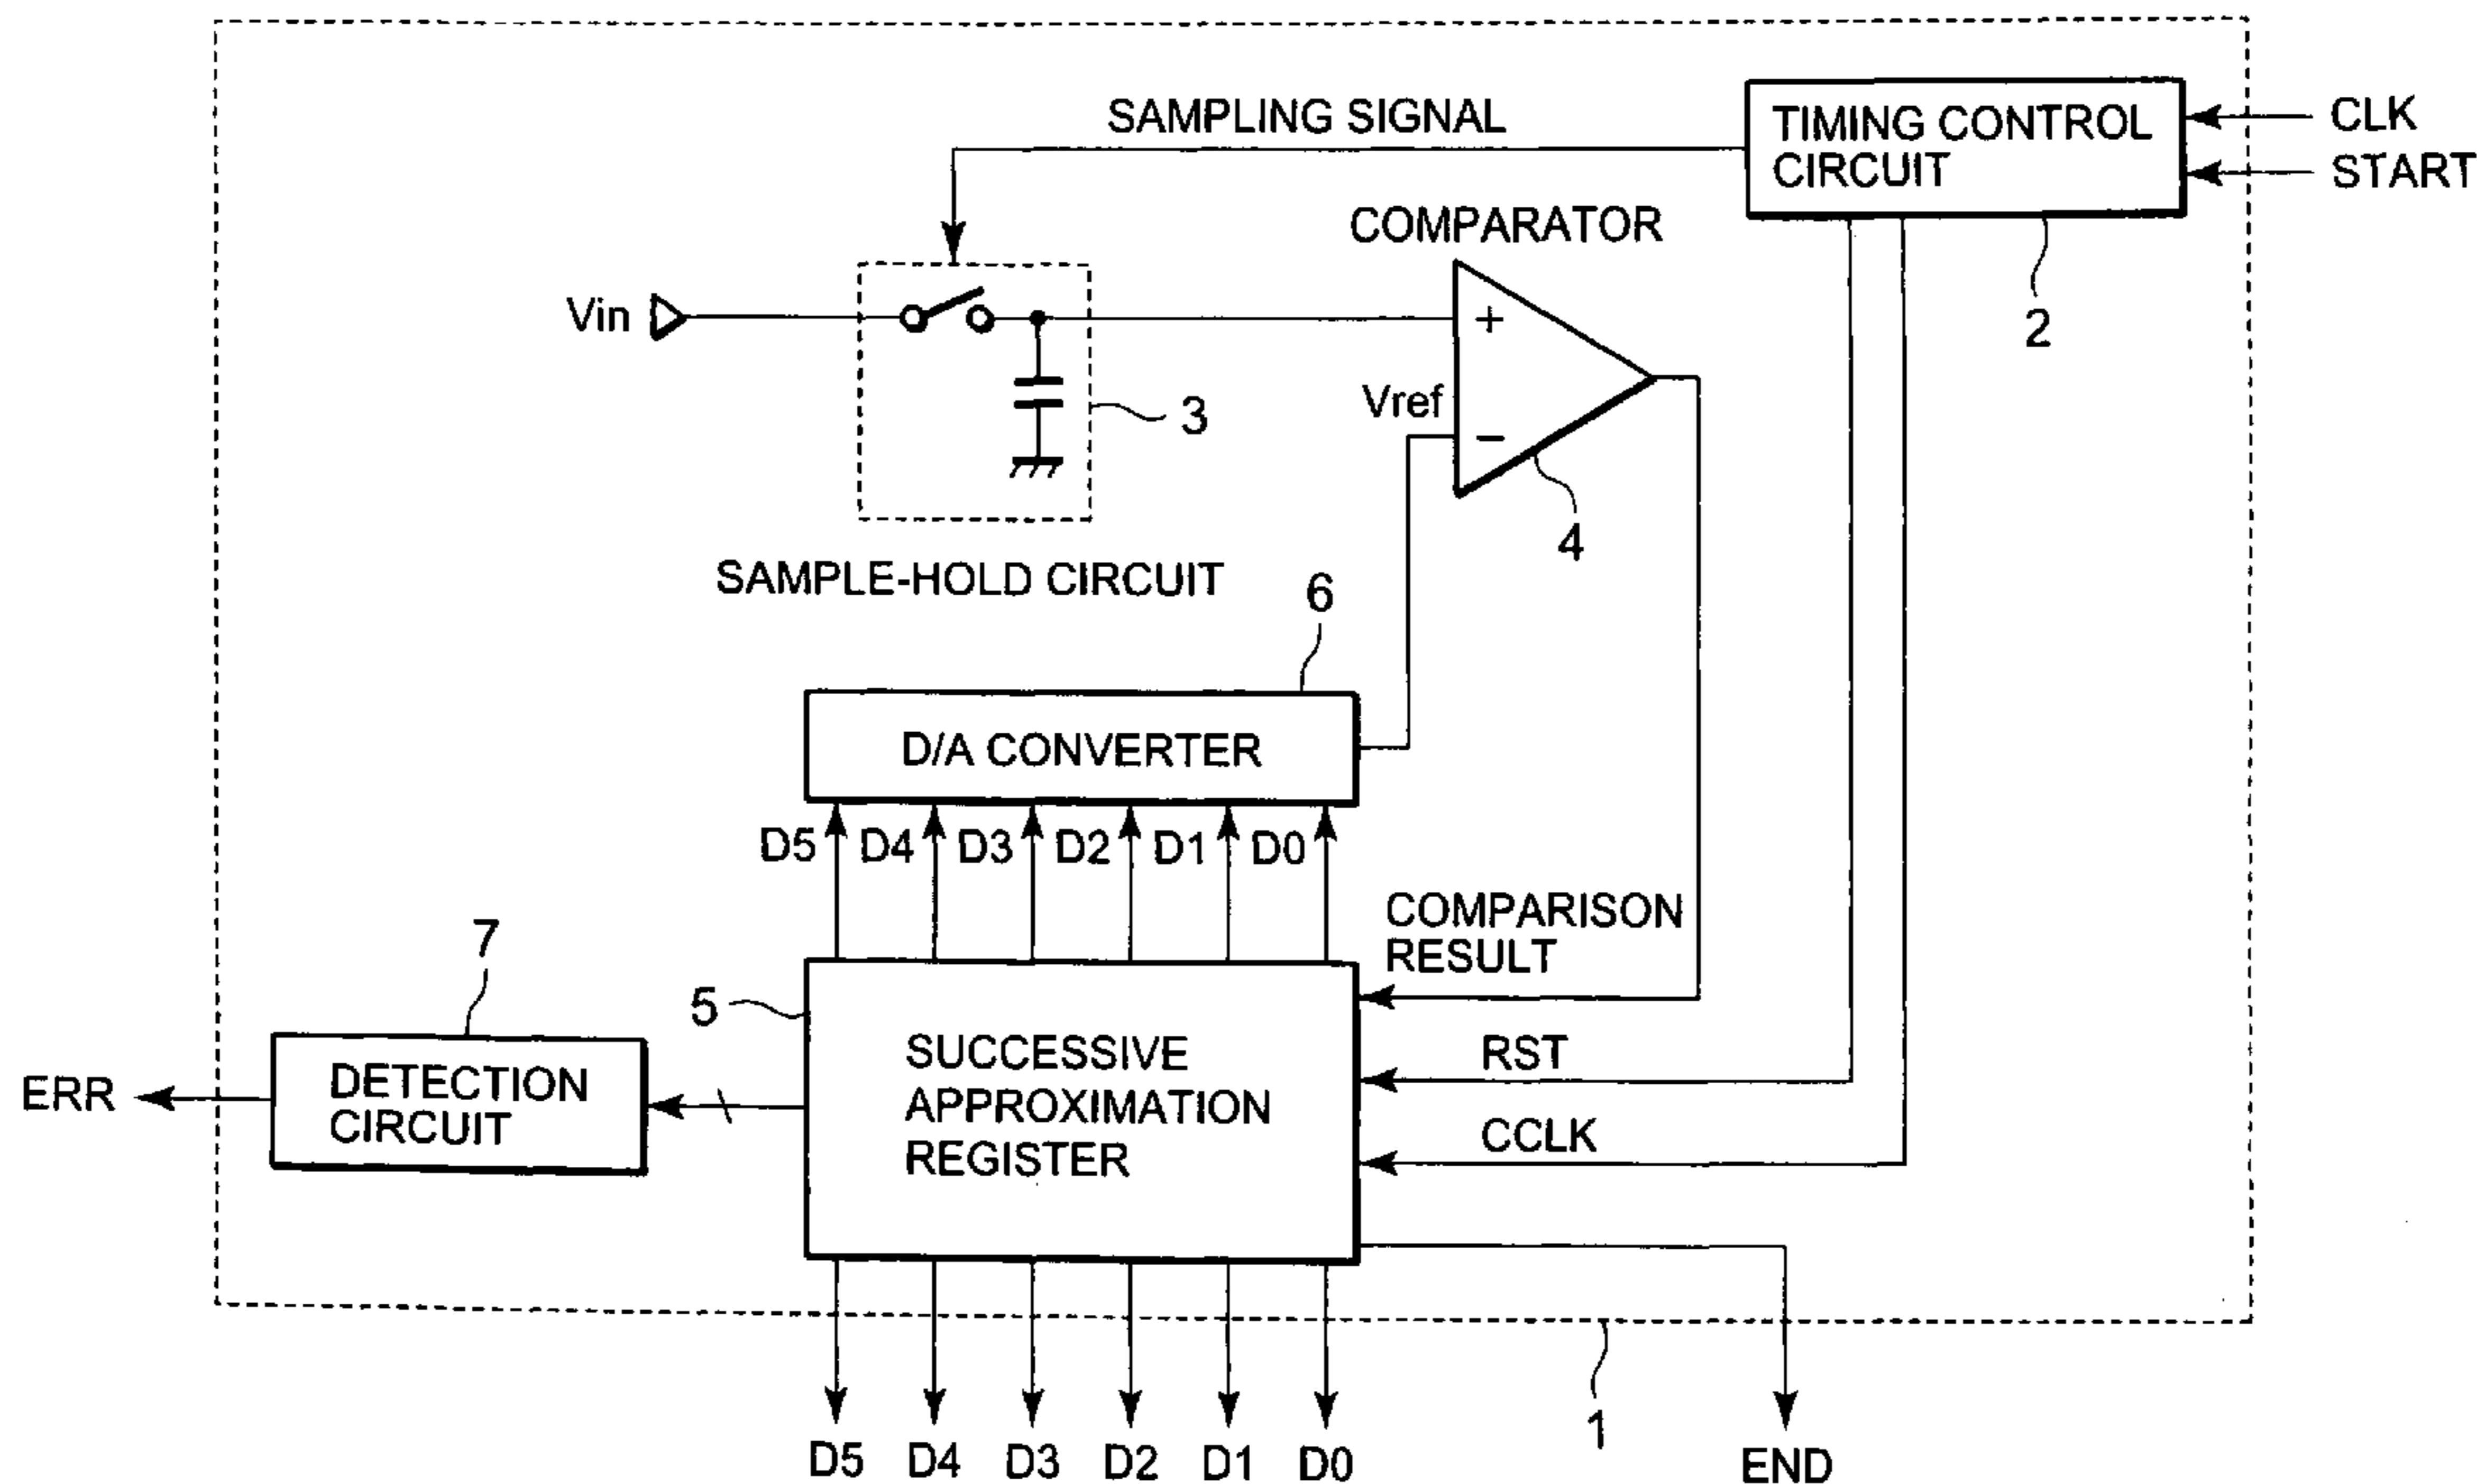 SAMPLING SIGNAL
TIMING CONTROL
CIRCUIT
CLK
START
COMPARATOR
2
Vin
+
Vref
−
3
4
SAMPLE-HOLD CIRCUIT
6
D/A CONVERTER
D5 D4 D3 D2 D1 D0
COMPARISON
RESULT
7
5
SUCCESSIVE
APPROXIMATION
REGISTER
RST
DETECTION
CIRCUIT
ERR
CCLK
1
D5 D4 D3 D2 D1 D0
END